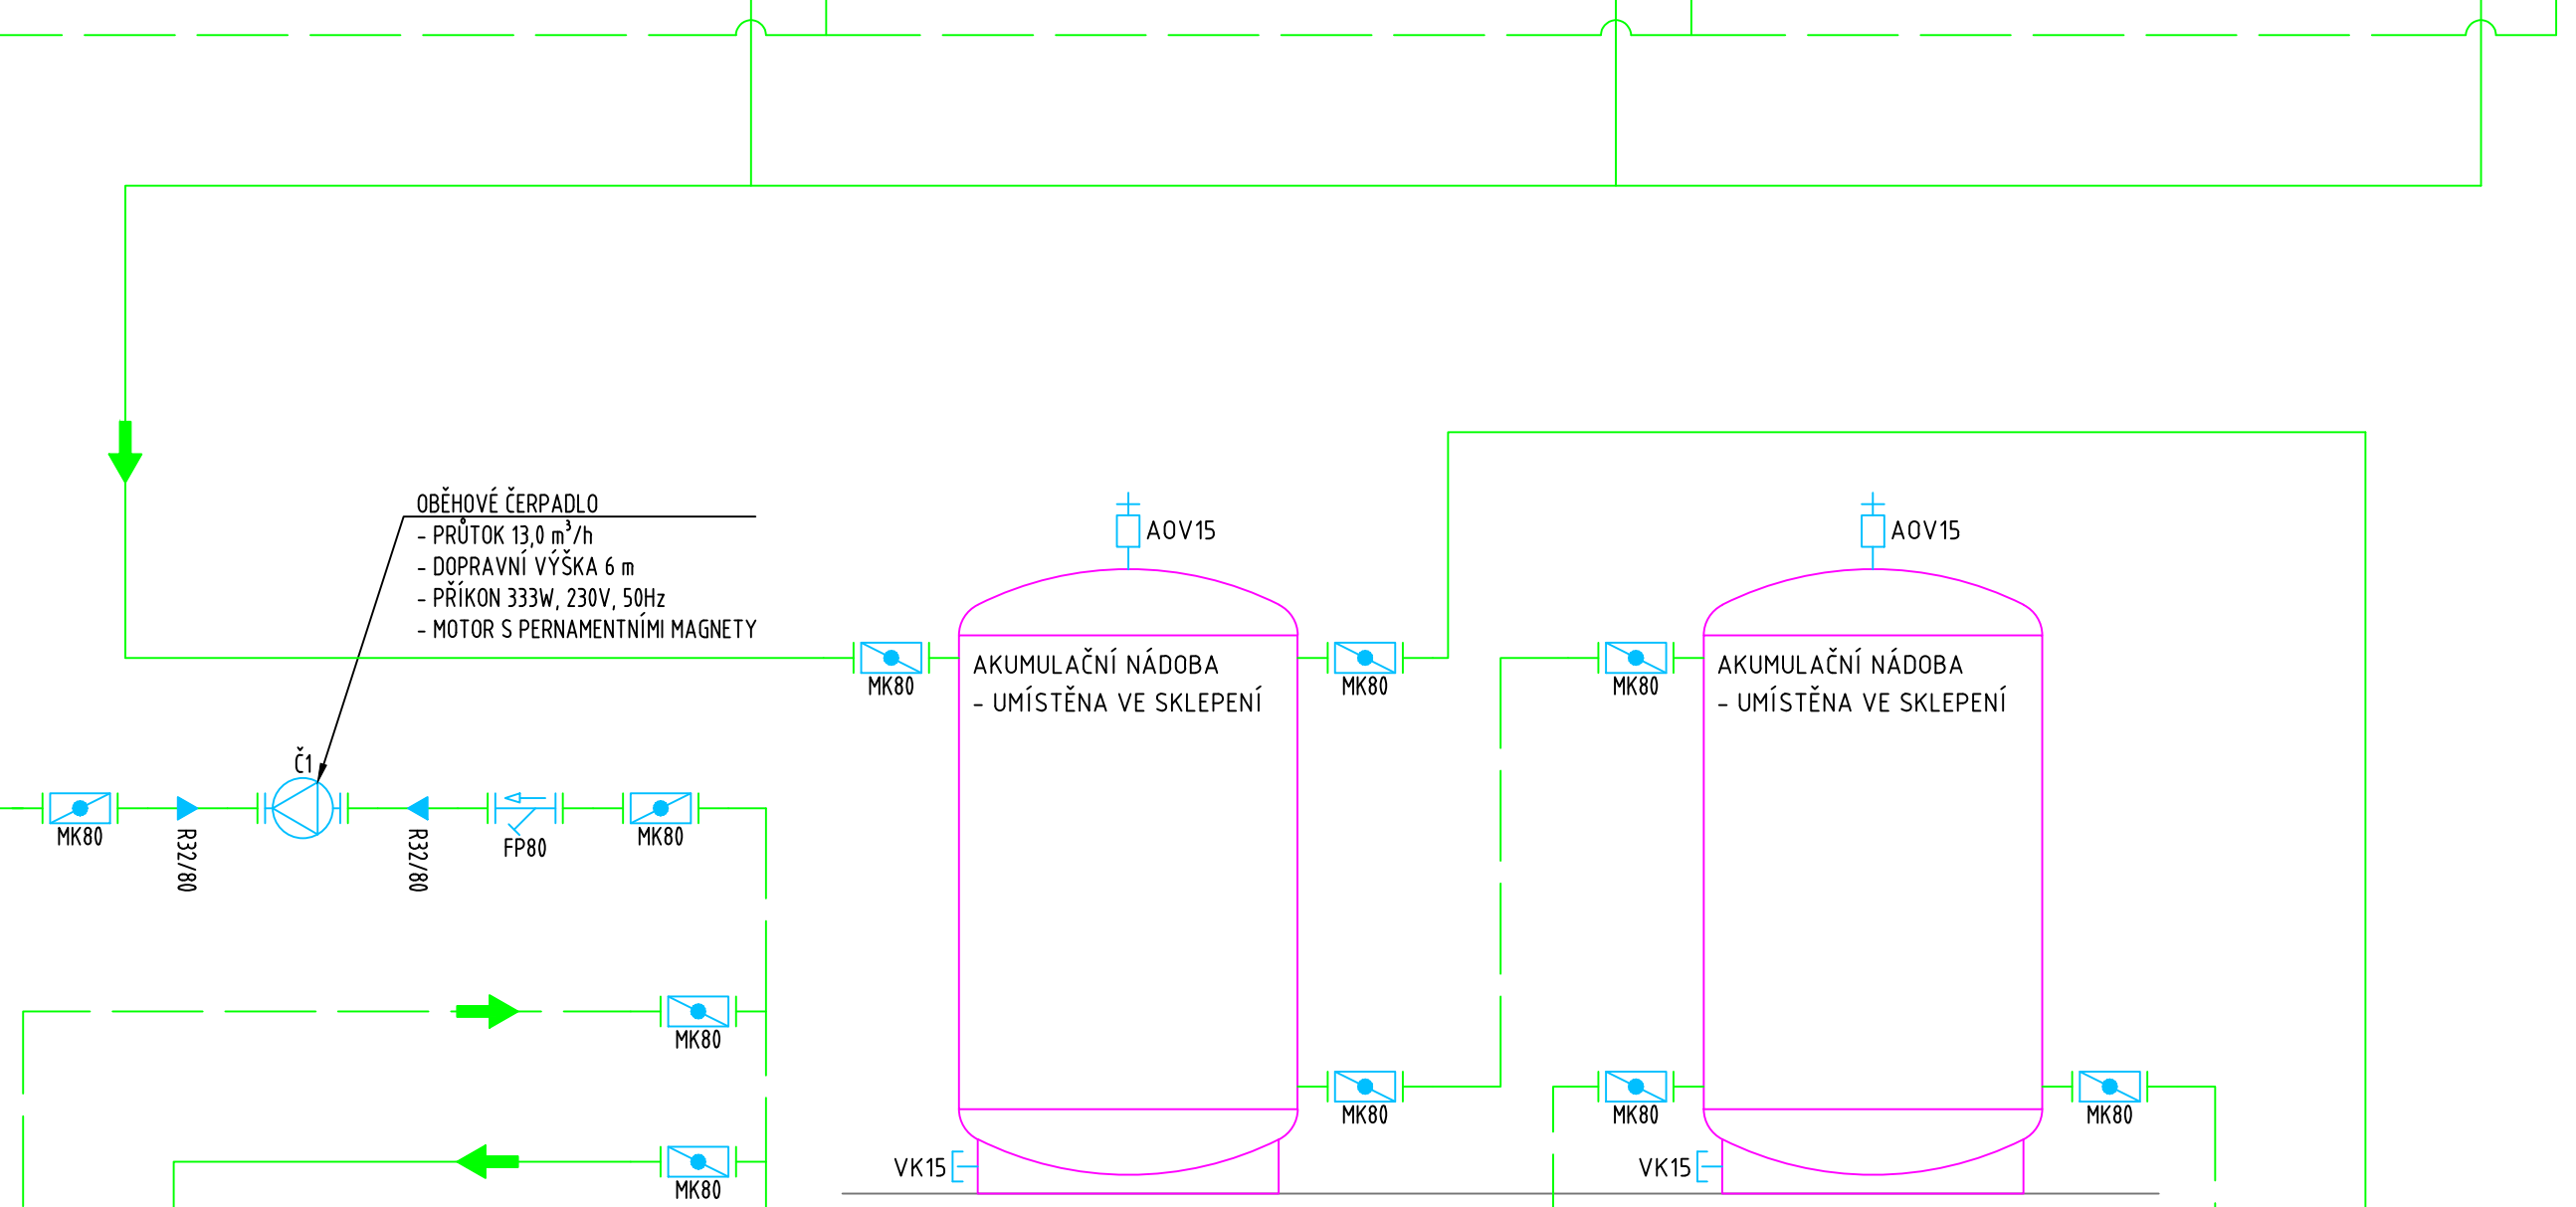 OBĚHOVÉ ČERPADLO
- PRŮTOK 13,0 m³/h
- DOPRAVNÍ VÝŠKA 6 m
- PŘÍKON 333W, 230V, 50Hz
- MOTOR S PERNAMENTNÍMI MAGNETY
AOV15
AOV15
MK80
AKUMULAČNÍ NÁDOBA
- UMÍSTĚNA VE SKLEPENÍ
MK80
MK80
AKUMULAČNÍ NÁDOBA
- UMÍSTĚNA VE SKLEPENÍ
Č1
MK80
R32/80
R32/80
FP80
MK80
MK80
MK80
MK80
MK80
MK80
VK15
VK15